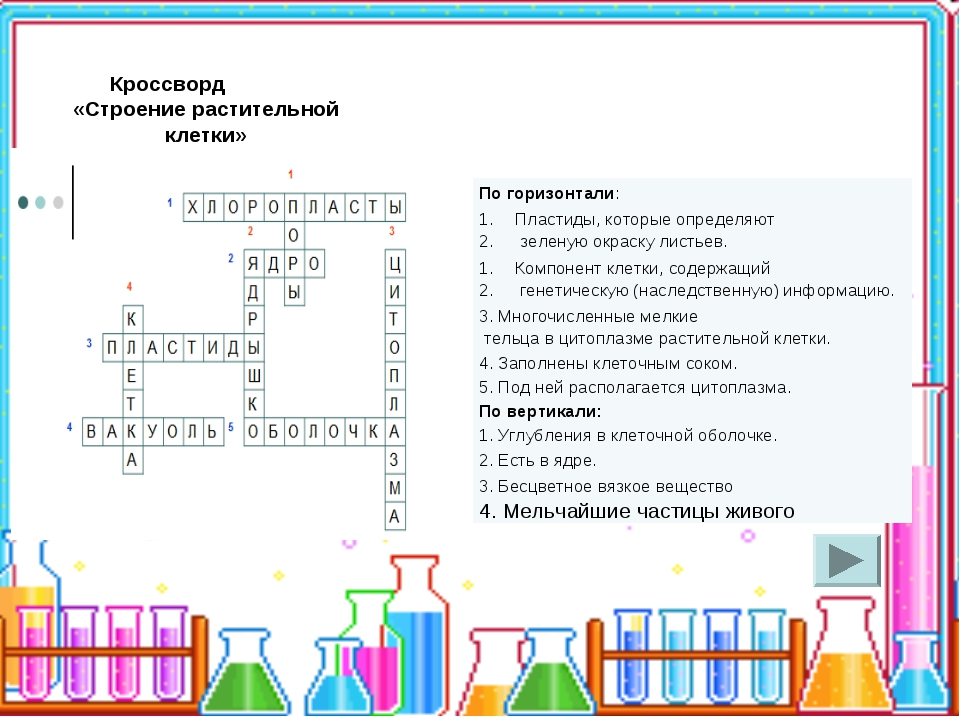 Кроссворд
«Строение растительной
клетки»
1
1 ХЛОРОПЛАСТЫ
О
2 3
2 ЯДРО Ц
4 Д Ы И
К Р Т
3 ПЛАСТИДЫ О
Е Ш П
Т К Л
4 ВАКУОЛЬ 5 ОБОЛОЧКА
А З
М
А
По горизонтали:
1. Пластиды, которые определяют
2. зеленую окраску листьев.
1. Компонент клетки, содержащий
2. генетическую (наследственную) информацию.
3. Многочисленные мелкие
тельца в цитоплазме растительной клетки.
4. Заполнены клеточным соком.
5. Под ней располагается цитоплазма.
По вертикали:
1. Углубления в клеточной оболочке.
2. Есть в ядре.
3. Бесцветное вязкое вещество
4. Мельчайшие частицы живого